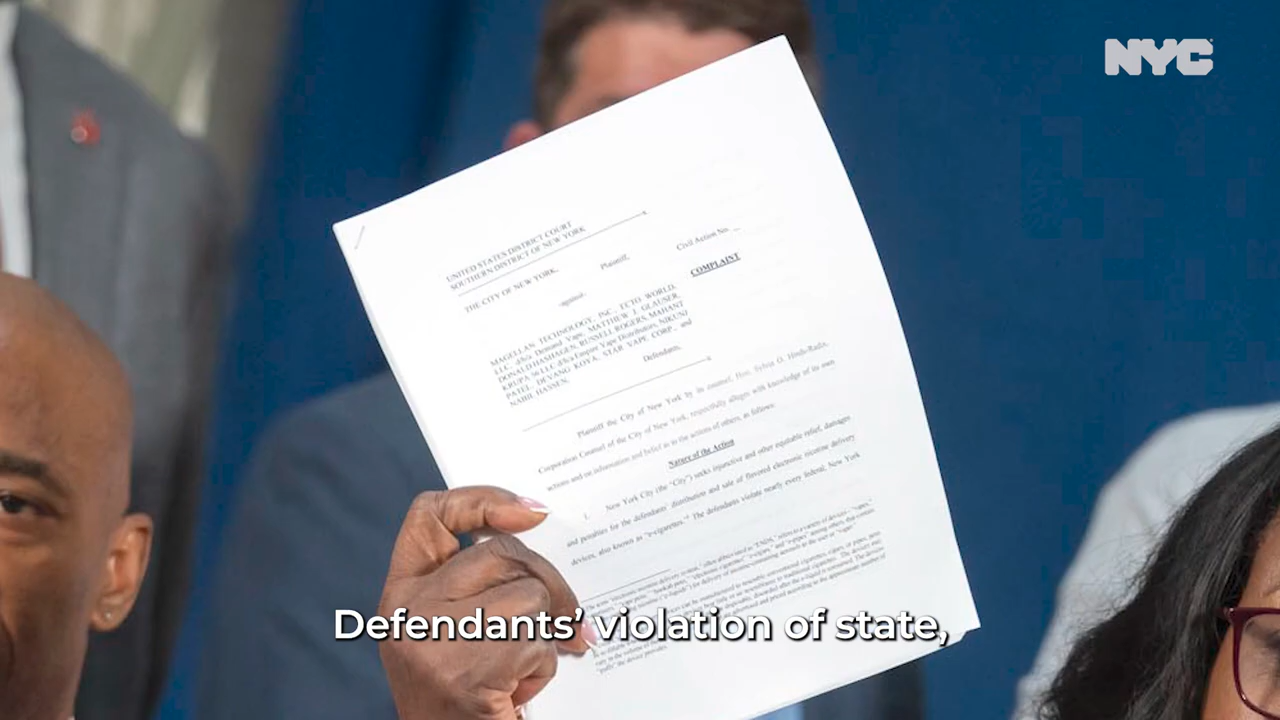 NYC
UNITED STATES DISTRICT COURT
SOUTHERN DISTRICT OF NEW YORK
THE CITY OF NEW YORK,
Plaintiff,
Civil Action No. __
-against-
COMPLAINT
MAGELLAN TECHNOLOGY, INC., ECTO WORLD,
LLC, d/b/a Demand Vape, MATTHEW J. GLAUSER,
DONALD HASHAGEN, RUSSELL ROGERS, MAHANT
KRUPA 56 LLC d/b/a Empire Vape Distributors, NIKUNJ
PATEL, DEVANG KOYA, STAR VAPE CORP., and
NABIL HASSEN,
Defendants.
Plaintiff the City of New York by its counsel, Hon. Sylvia O. Hinds-Radix,
Corporation Counsel of the City of New York, respectfully alleges with knowledge of its own
actions and on information and belief as to the actions of others, as follows:
Nature of the Action
1. New York City (the "City") seeks injunctive and other equitable relief, damages
and penalties for the defendants' distribution and sale of flavored electronic nicotine delivery
devices, also known as "e-cigarettes." The defendants violate nearly every federal, New York
Defendants' violation of state,